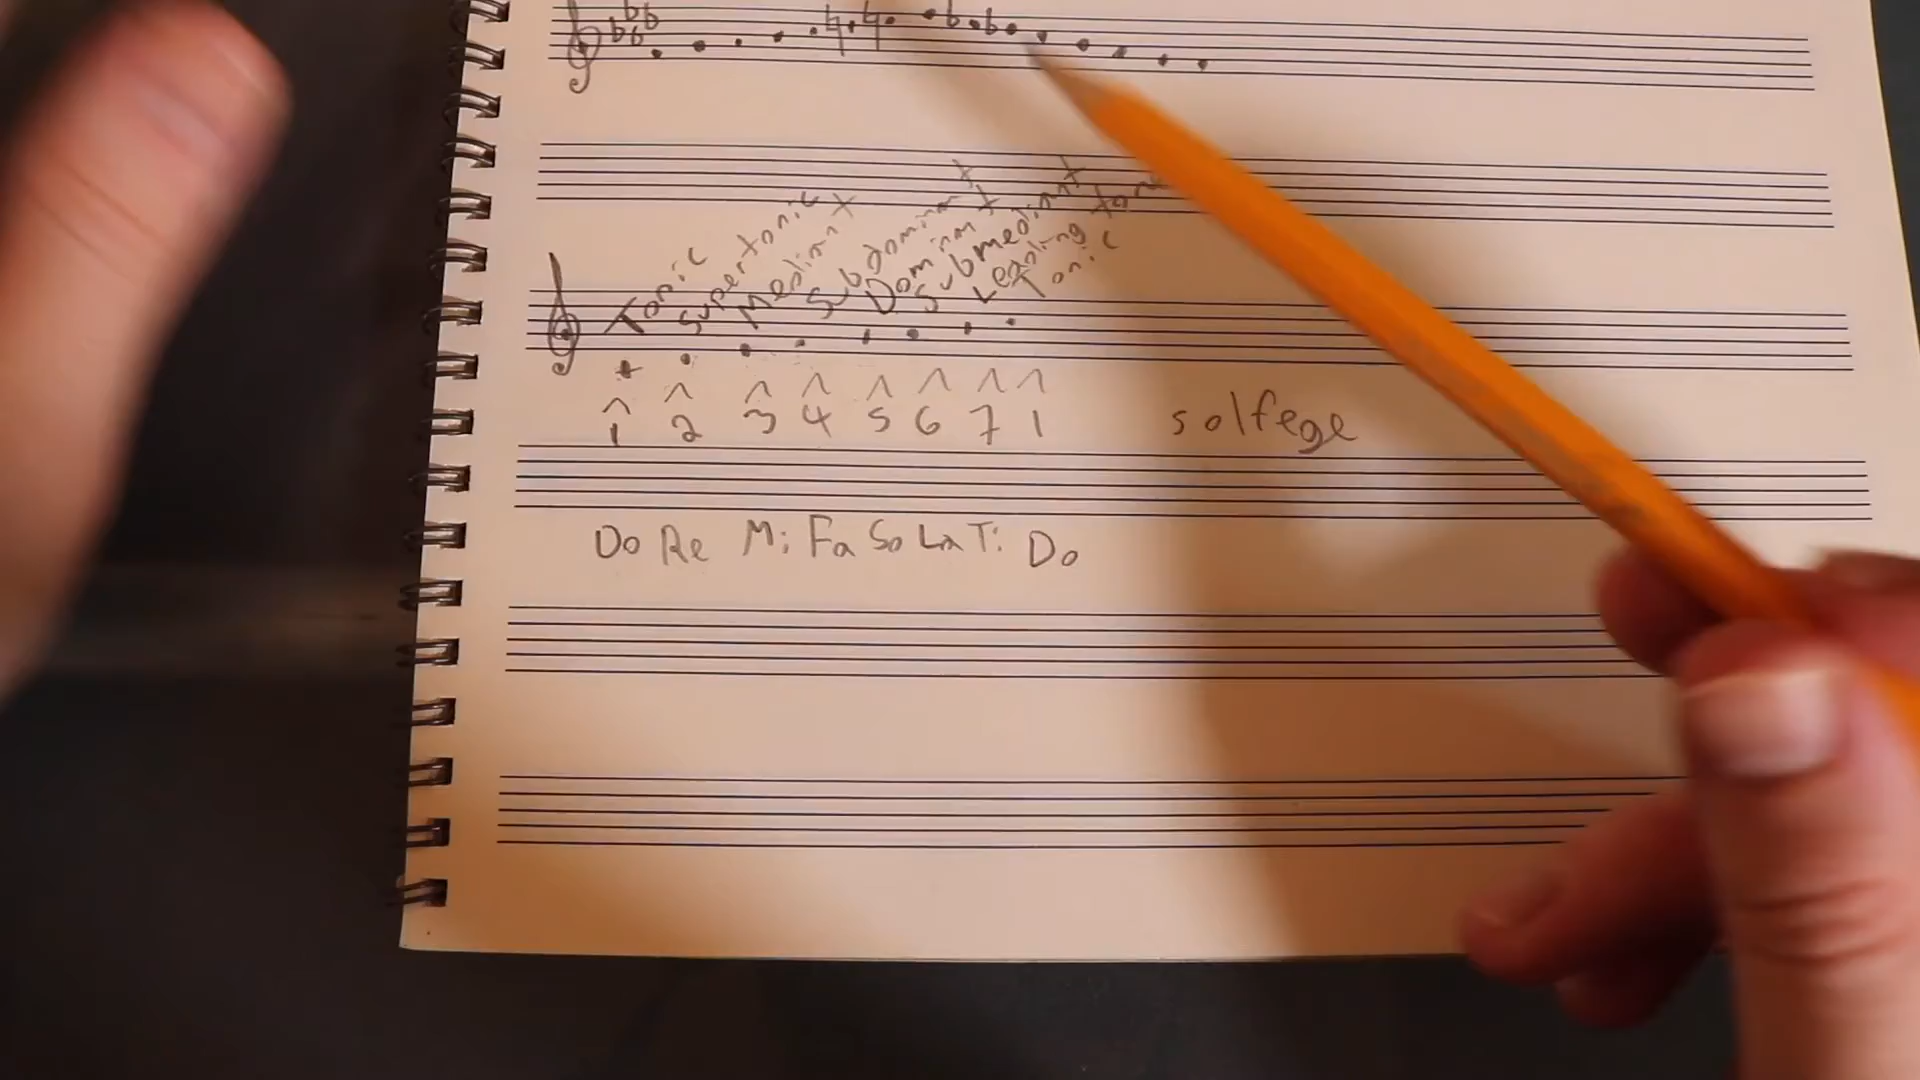 Tonic Supertonic Mediant Subdominant Dominant Submediant Leading tone Tonic
1 2 3 4 5 6 7 1
solfege
Do Re Mi Fa So La Ti Do